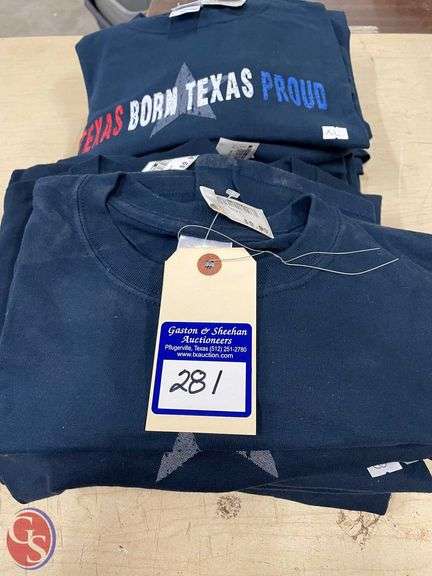 TEXAS BORN TEXAS PROUD
Gaston & Sheehan
Auctioneers
Pflugerville, Texas (512) 251-2780
www.txauction.com
281
GS